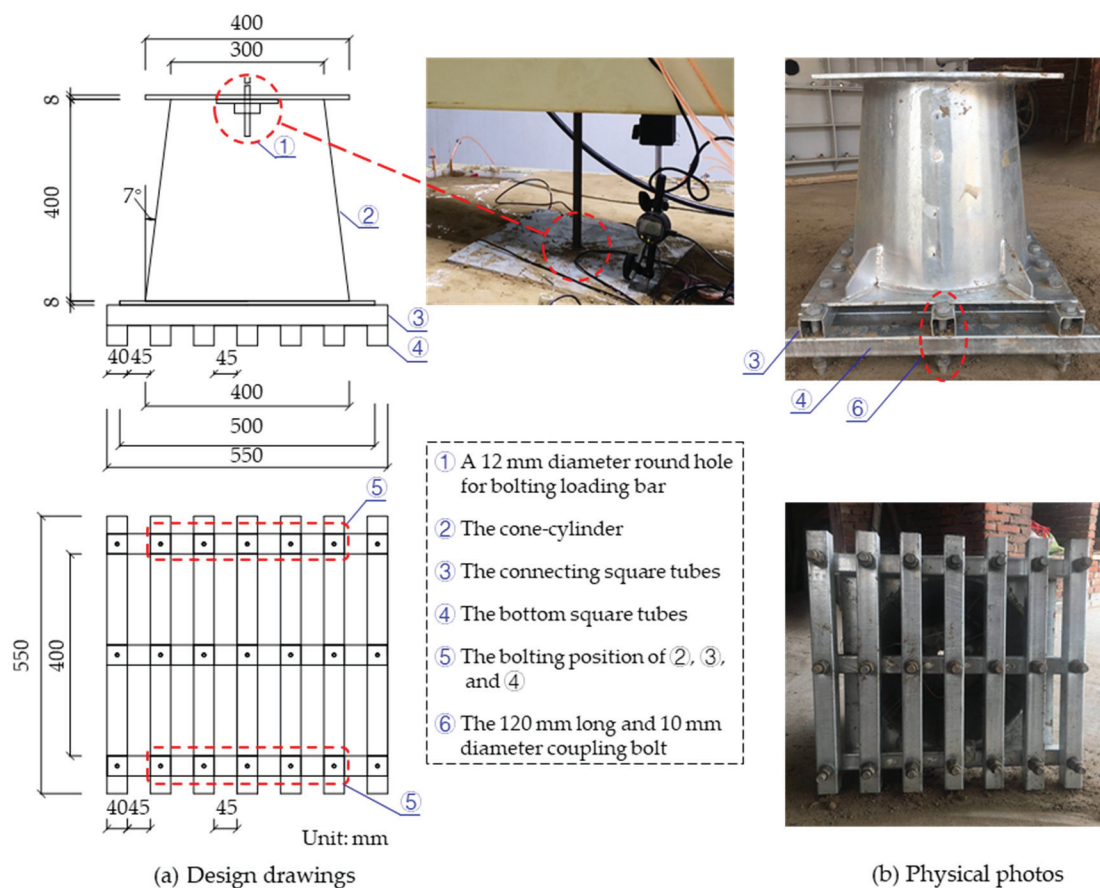 400
300
8
①
7°
400
②
8
③
④
40 45
45
400
500
550
③
④
⑥
⑤
550
400
⑤
40 45
45
Unit: mm
① A 12 mm diameter round hole
for bolting loading bar
② The cone-cylinder
③ The connecting square tubes
④ The bottom square tubes
⑤ The bolting position of ②, ③,
and ④
⑥ The 120 mm long and 10 mm
diameter coupling bolt
(a) Design drawings
(b) Physical photos